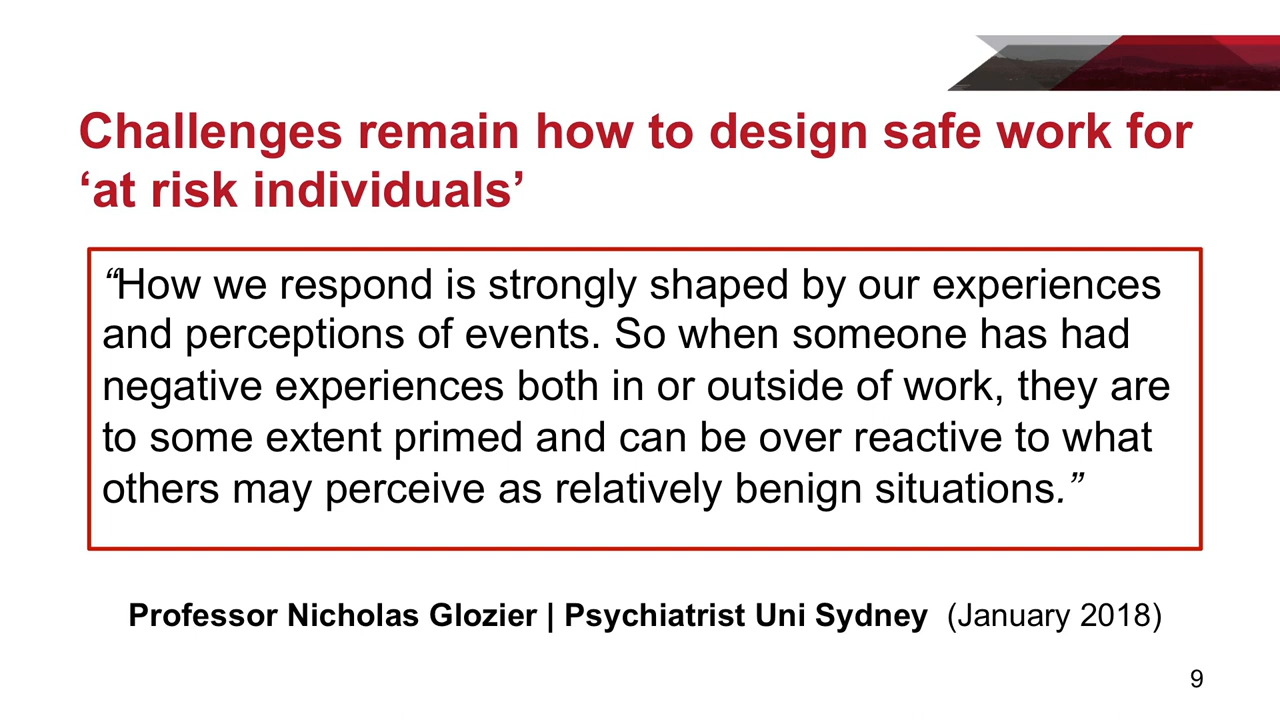 Challenges remain how to design safe work for
‘at risk individuals’
“How we respond is strongly shaped by our experiences
and perceptions of events. So when someone has had
negative experiences both in or outside of work, they are
to some extent primed and can be over reactive to what
others may perceive as relatively benign situations.”
Professor Nicholas Glozier | Psychiatrist Uni Sydney (January 2018)
9